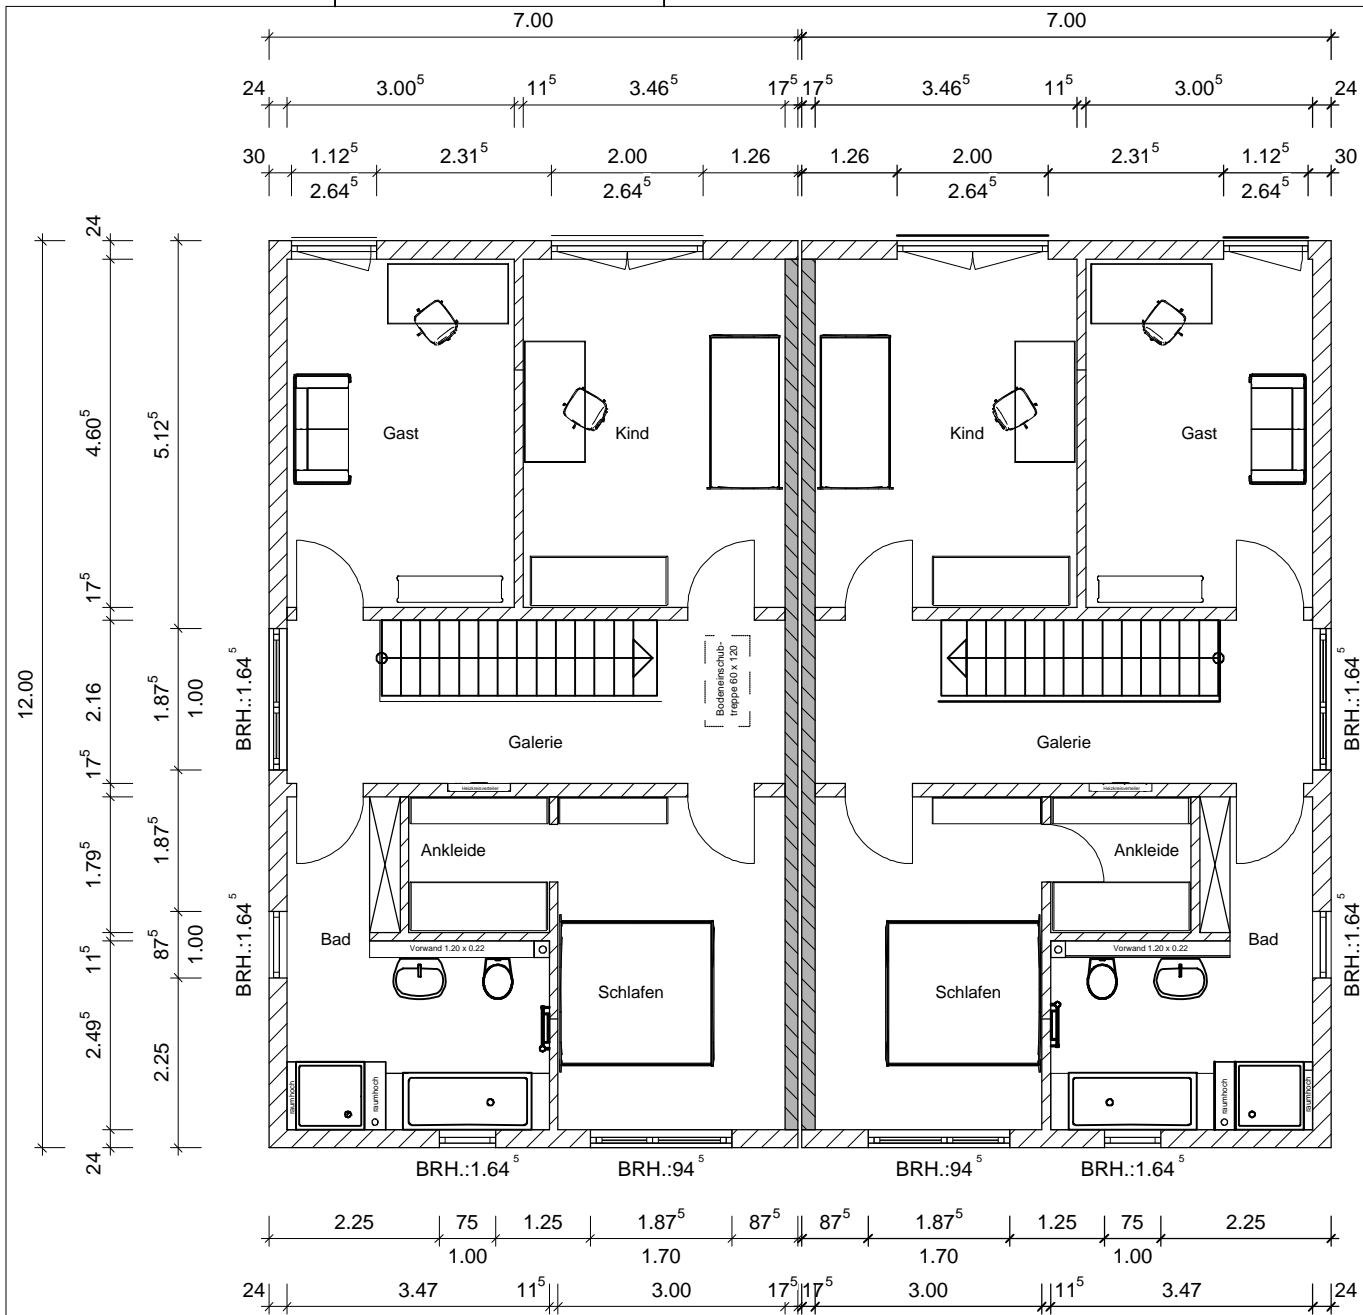 7.00 7.00
24 3.00⁵ 11⁵ 3.46⁵ 17⁵ 17⁵ 3.46⁵ 11⁵ 3.00⁵ 24
30 1.12⁵ 2.31⁵ 2.00 1.26 1.26 2.00 2.31⁵ 1.12⁵ 30
2.64⁵ 2.64⁵ 2.64⁵ 2.64⁵
24
4.60⁵
5.12⁵
17⁵
12.00
2.16
1.87⁵
1.00
17⁵
1.79⁵
1.87⁵
11⁵
87⁵
1.00
2.49⁵
2.25
24
Gast Kind Kind Gast
BRH.:1.64⁵
Bodeneinschub-
treppe 60 x 120
BRH.:1.64⁵
Galerie Galerie
Heizkreisverteiler Heizkreisverteiler
Ankleide Ankleide
BRH.:1.64⁵
Bad
Vorwand 1.20 x 0.22 Vorwand 1.20 x 0.22
Bad
BRH.:1.64⁵
Schlafen Schlafen
raumhoch raumhoch raumhoch raumhoch
BRH.:1.64⁵ BRH.:94⁵ BRH.:94⁵ BRH.:1.64⁵
2.25 75 1.25 1.87⁵ 87⁵ 87⁵ 1.87⁵ 1.25 75 2.25
1.00 1.70 1.70 1.00
24 3.47 11⁵ 3.00 17⁵ 17⁵ 3.00 11⁵ 3.47 24